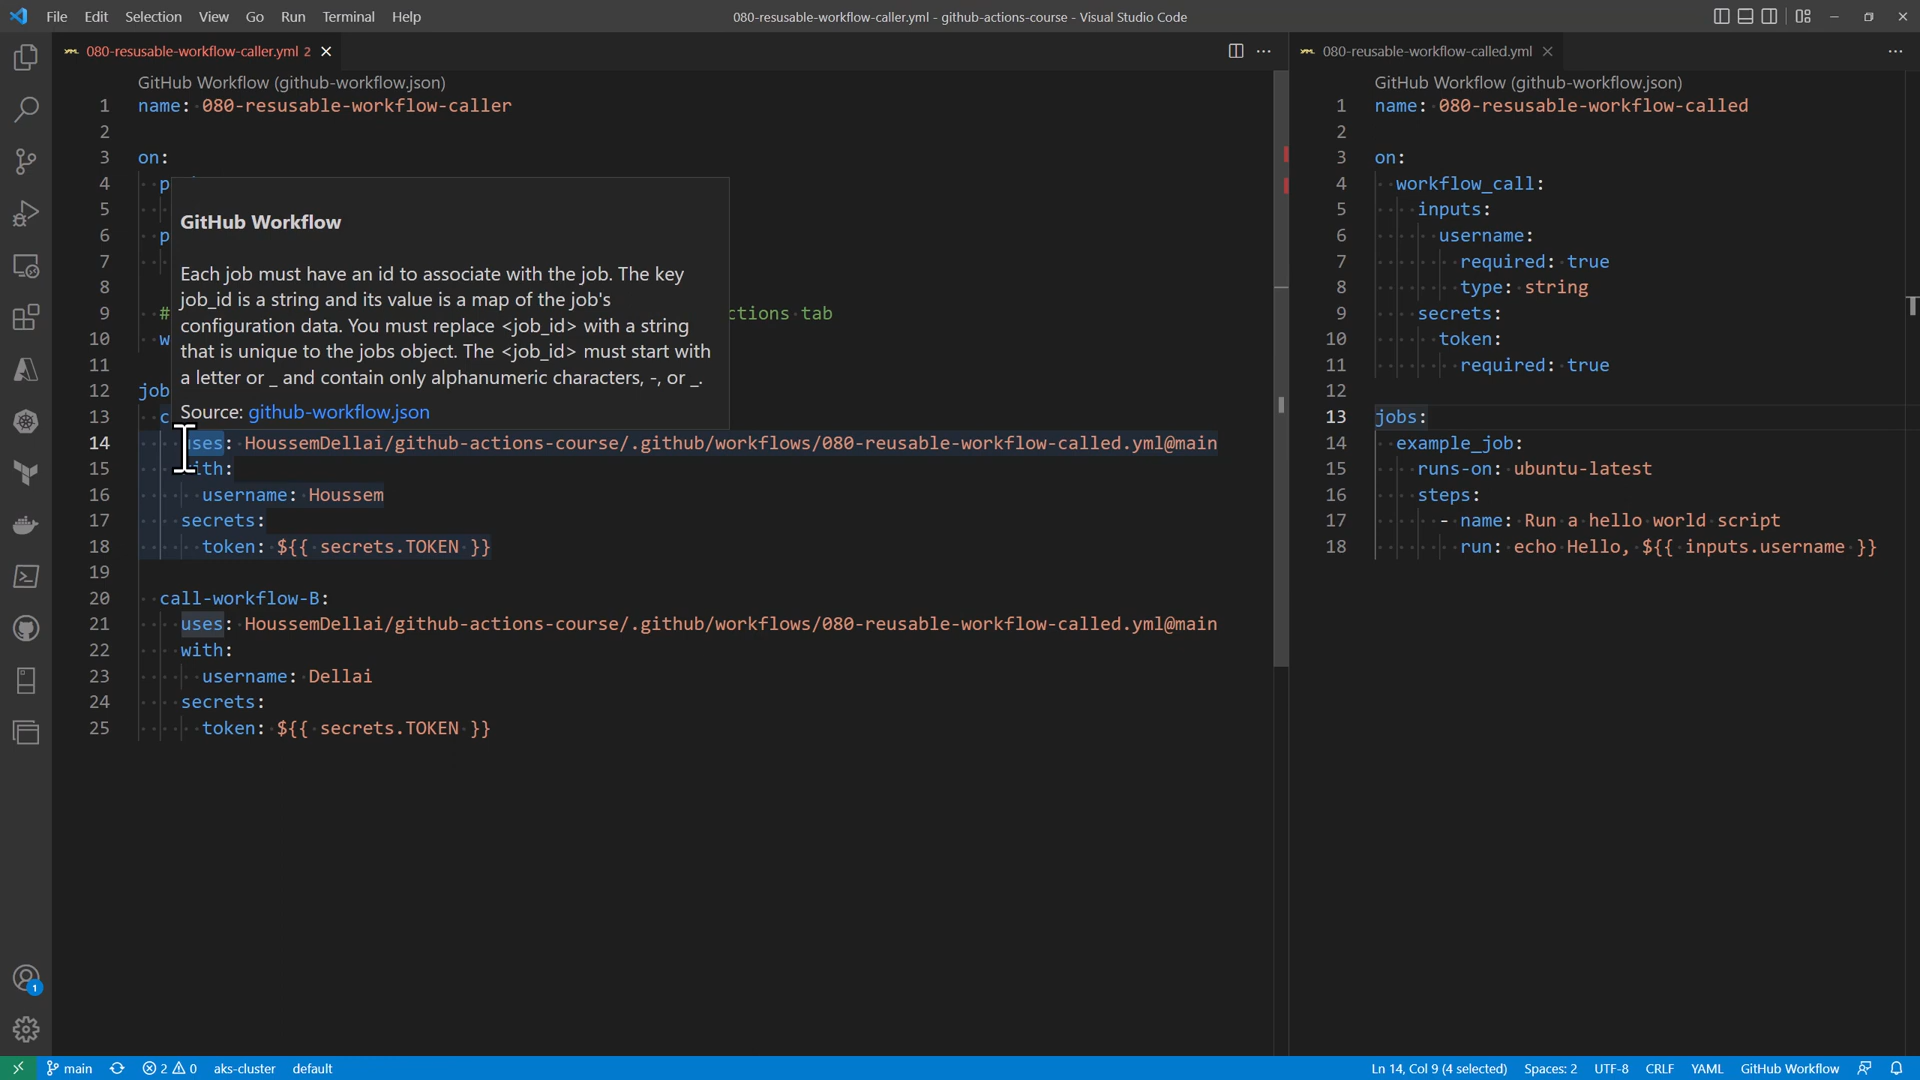 File Edit Selection View Go Run Terminal Help
080-resusable-workflow-caller.yml - github-actions-course - Visual Studio Code
080-resusable-workflow-caller.yml 2
GitHub Workflow (github-workflow.json)
1 name: 080-resusable-workflow-caller
2
3 on:
4 p
5
6 p
7
8
9 # ctions tab
10 w
11
12 job
13 c
GitHub Workflow
Each job must have an id to associate with the job. The key
job_id is a string and its value is a map of the job's
configuration data. You must replace <job_id> with a string
that is unique to the jobs object. The <job_id> must start with
a letter or _ and contain only alphanumeric characters, -, or _.
Source: github-workflow.json
14 uses: HoussemDellai/github-actions-course/.github/workflows/080-reusable-workflow-called.yml@main
15 with:
16 username: Houssem
17 secrets:
18 token: ${{ secrets.TOKEN }}
19
20 call-workflow-B:
21 uses: HoussemDellai/github-actions-course/.github/workflows/080-reusable-workflow-called.yml@main
22 with:
23 username: Dellai
24 secrets:
25 token: ${{ secrets.TOKEN }}
080-reusable-workflow-called.yml
GitHub Workflow (github-workflow.json)
1 name: 080-resusable-workflow-called
2
3 on:
4 workflow_call:
5 inputs:
6 username:
7 required: true
8 type: string
9 secrets:
10 token:
11 required: true
12
13 jobs:
14 example_job:
15 runs-on: ubuntu-latest
16 steps:
17 - name: Run a hello world script
18 run: echo Hello, ${{ inputs.username }}
1
main 2 0 aks-cluster default
Ln 14, Col 9 (4 selected) Spaces: 2 UTF-8 CRLF YAML GitHub Workflow